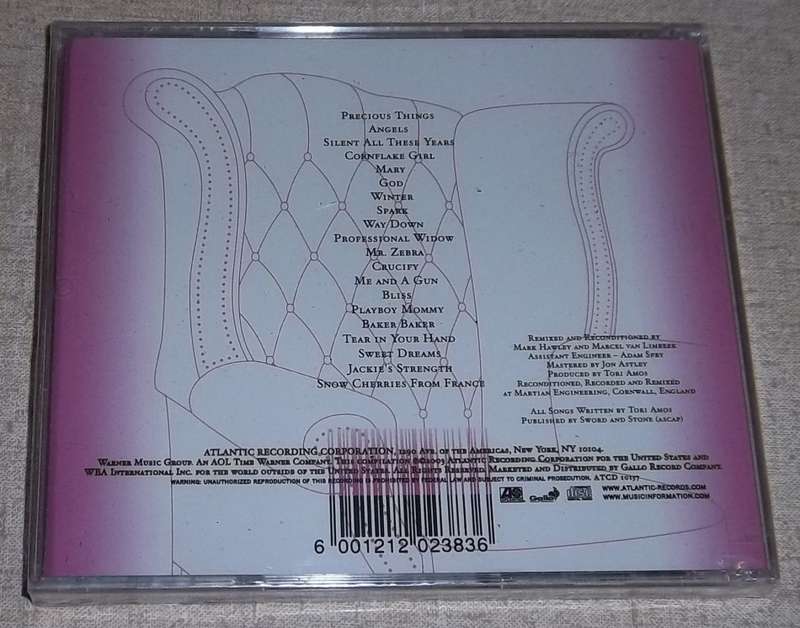 Precious Things
Angels
Silent All These Years
Cornflake Girl
Mary
God
Winter
Spark
Way Down
Professional Widow
Mr. Zebra
Crucify
Me and A Gun
Bliss
Playboy Mommy
Baker Baker
Tear in Your Hand
Sweet Dreams
Jackie's Strength
Snow Cherries From France
Remixed and Reconditioned by
Mark Hawley and Marcel van Limbeek
Assistant Engineer – Adam Spry
Mastered by Jon Astley
Produced by Tori Amos
Reconditioned, Recorded and Remixed
at Martian Engineering, Cornwall, England
All Songs Written by Tori Amos
Published by Sword and Stone (ascap)
ATLANTIC RECORDING CORPORATION, 1290 Ave. of the Americas, New York, NY 10104.
Warner Music Group. An AOL Time Warner Company. This compilation ℗©2003 Atlantic Recording Corporation for the United States and
WEA International Inc. for the world outside of the United States. All Rights Reserved. Marketed and Distributed by Gallo Record Company.
WARNING: UNAUTHORIZED REPRODUCTION OF THIS RECORDING IS PROHIBITED BY FEDERAL LAW AND SUBJECT TO CRIMINAL PROSECUTION. ATCD 10157
Gallo
WWW.ATLANTIC-RECORDS.COM
WWW.MUSICINFORMATION.COM
6 001212 023836